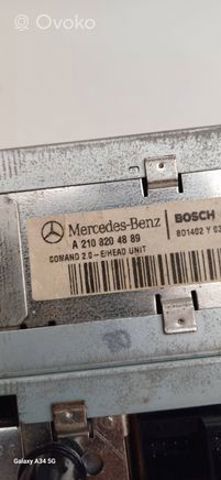 Ovoko
Mercedes-Benz
A 210 820 48 89
COMAND 2.0-E/HEAD UNIT
BOSCH
Galaxy A34 5G